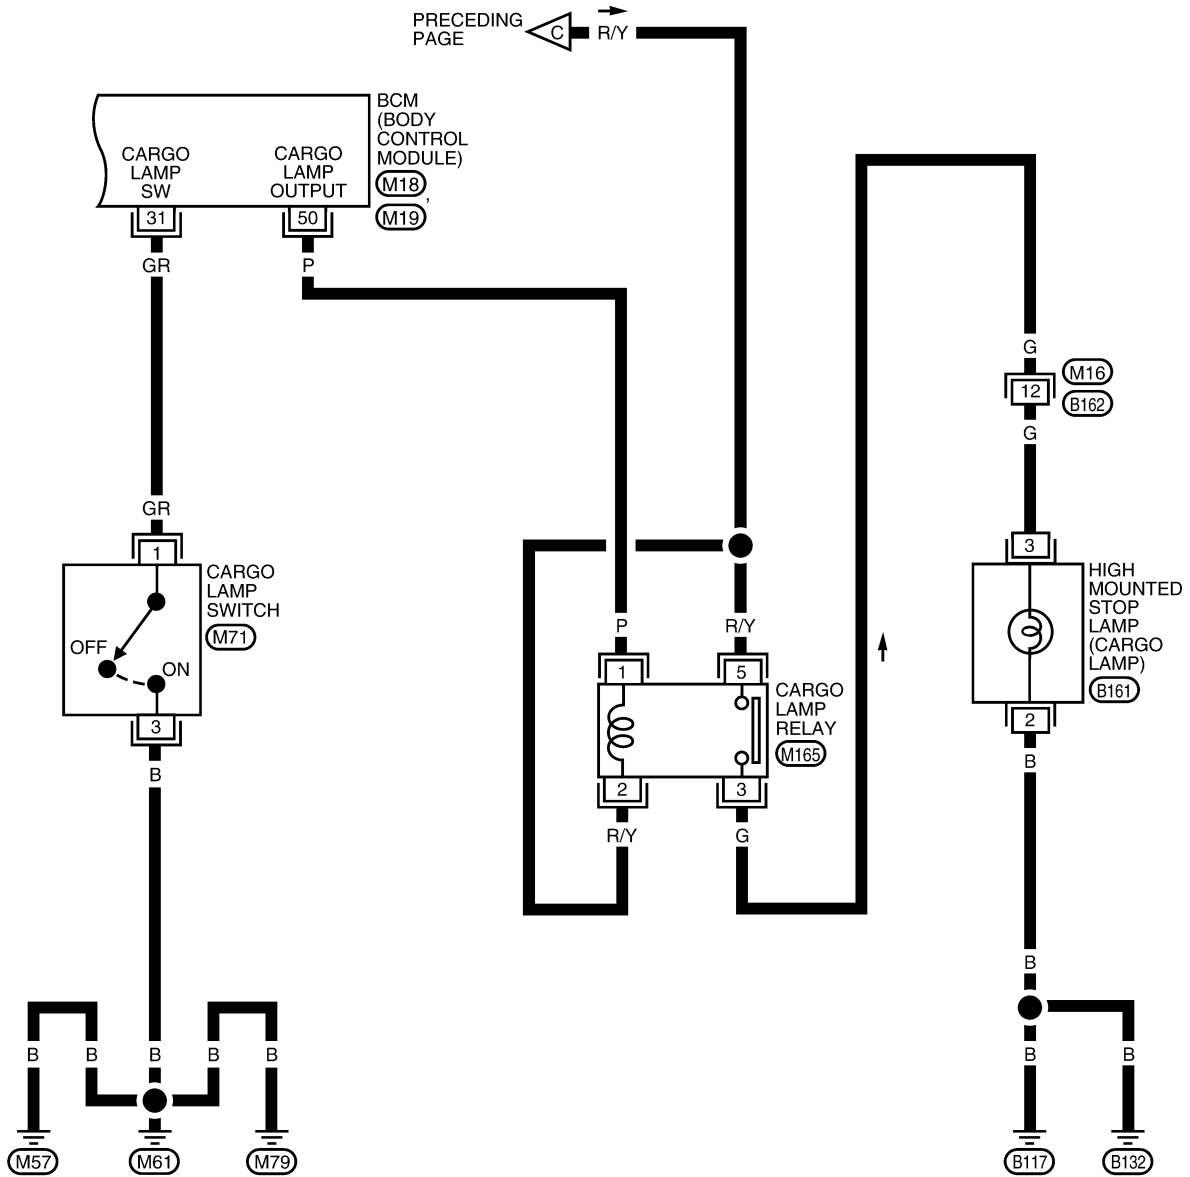 PRECEDING
PAGE
C
R/Y
BCM
(BODY
CONTROL
MODULE)
M18
,
M19
CARGO
LAMP
SW
CARGO
LAMP
OUTPUT
31
50
GR
P
G
12
M16
B162
G
GR
1
CARGO
LAMP
SWITCH
M71
OFF
ON
3
B
P
R/Y
1
5
CARGO
LAMP
RELAY
M165
2
3
R/Y
G
3
HIGH
MOUNTED
STOP
LAMP
(CARGO
LAMP)
B161
2
B
B
B
B
B
B
B
B
B
M57
M61
M79
B117
B132